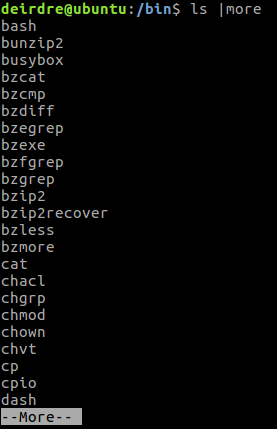 deirdre@ubuntu:/bin$ ls |more
bash
bunzip2
busybox
bzcat
bzcmp
bzdiff
bzegrep
bzexe
bzfgrep
bzgrep
bzip2
bzip2recover
bzless
bzmore
cat
chacl
chgrp
chmod
chown
chvt
cp
cpio
dash
--More--